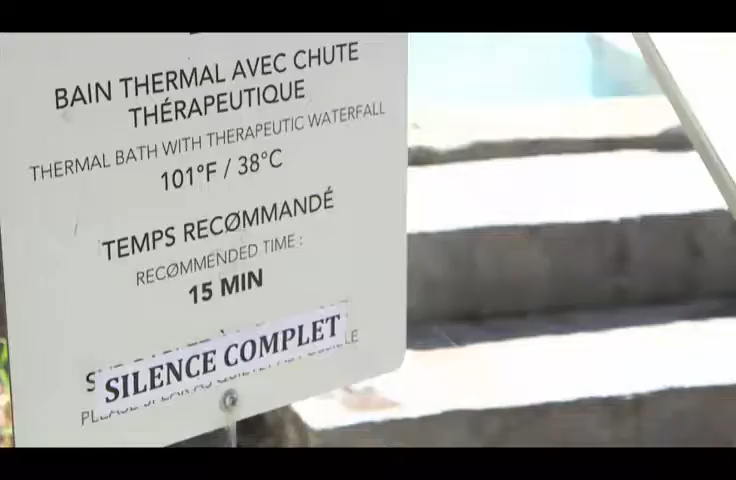 BAIN THERMAL AVEC CHUTE
THÉRAPEUTIQUE
THERMAL BATH WITH THERAPEUTIC WATERFALL
101°F / 38°C
TEMPS RECØMMANDÉ
RECØMMENDED TIME :
15 MIN
SILENCE COMPLET